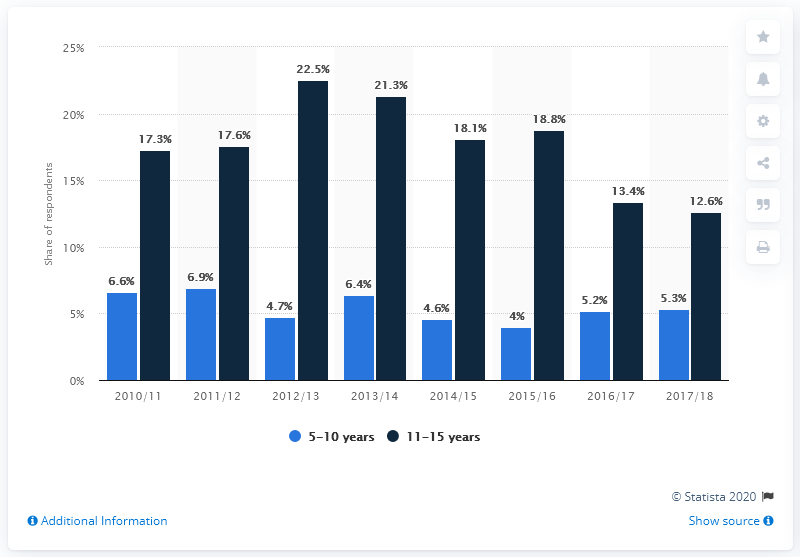 25%
20%
15%
10%
5%
0%
Share of respondents
6.6% 17.3% 6.9% 17.6% 4.7% 22.5% 6.4% 21.3% 4.6% 18.1% 4% 18.8% 5.2% 13.4% 5.3% 12.6%
2010/11 2011/12 2012/13 2013/14 2014/15 2015/16 2016/17 2017/18
5-10 years 11-15 years
© Statista 2020
Additional Information Show source